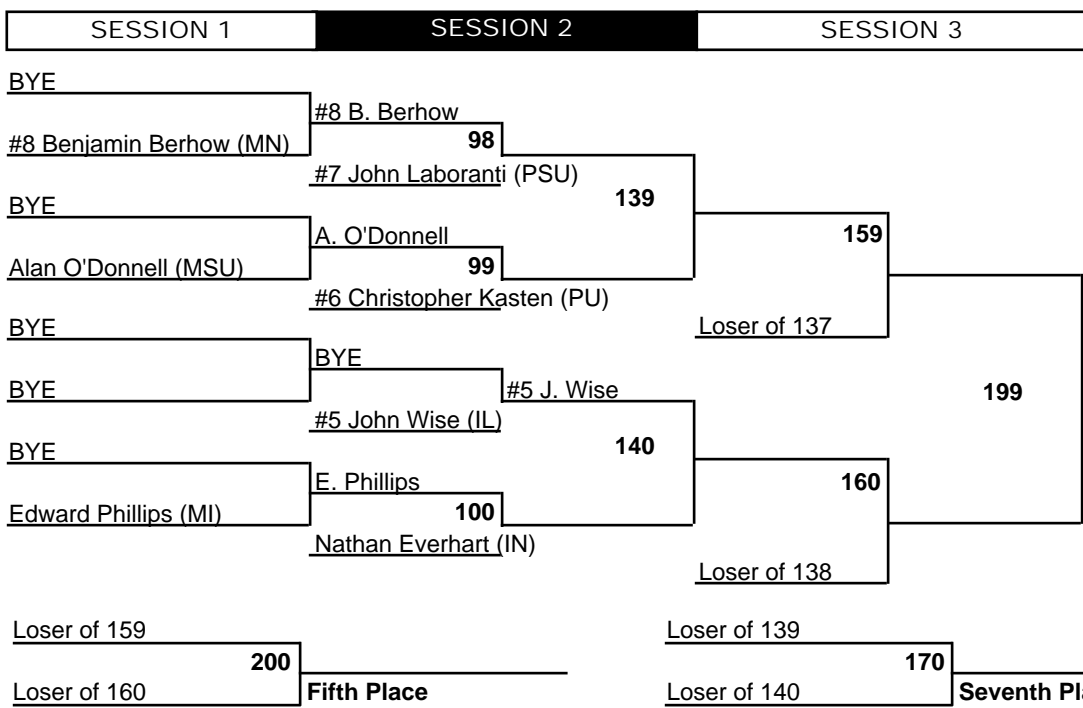 SESSION 1 SESSION 2 SESSION 3
BYE
#8 B. Berhow
#8 Benjamin Berhow (MN) 98
#7 John Laboranti (PSU)
139
BYE
A. O'Donnell 159
Alan O'Donnell (MSU) 99
#6 Christopher Kasten (PU)
BYE Loser of 137
BYE
BYE #5 J. Wise 199
#5 John Wise (IL)
BYE 140
E. Phillips 160
Edward Phillips (MI) 100
Nathan Everhart (IN)
Loser of 138
Loser of 159 Loser of 139
200 170
Loser of 160 Fifth Place Loser of 140 Seventh